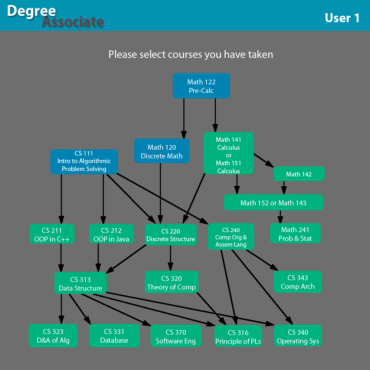 Degree
Associate
User 1
Please select courses you have taken
Math 122
Pre-Calc
Math 120
Discrete Math
Math 141
Calculus
or
Math 151
Calculus
CS 111
Intro to Algorithmic
Problem Solving
Math 142
Math 152 or Math 143
CS 211
OOP in C++
CS 212
OOP in Java
CS 220
Discrete Structure
CS 240
Comp Org &
Assem Lang
Math 241
Prob & Stat
CS 313
Data Structure
CS 320
Theory of Comp
CS 343
Comp Arch
CS 323
D&A of Alg
CS 331
Database
CS 370
Software Eng
CS 316
Principle of PLs
CS 340
Operating Sys